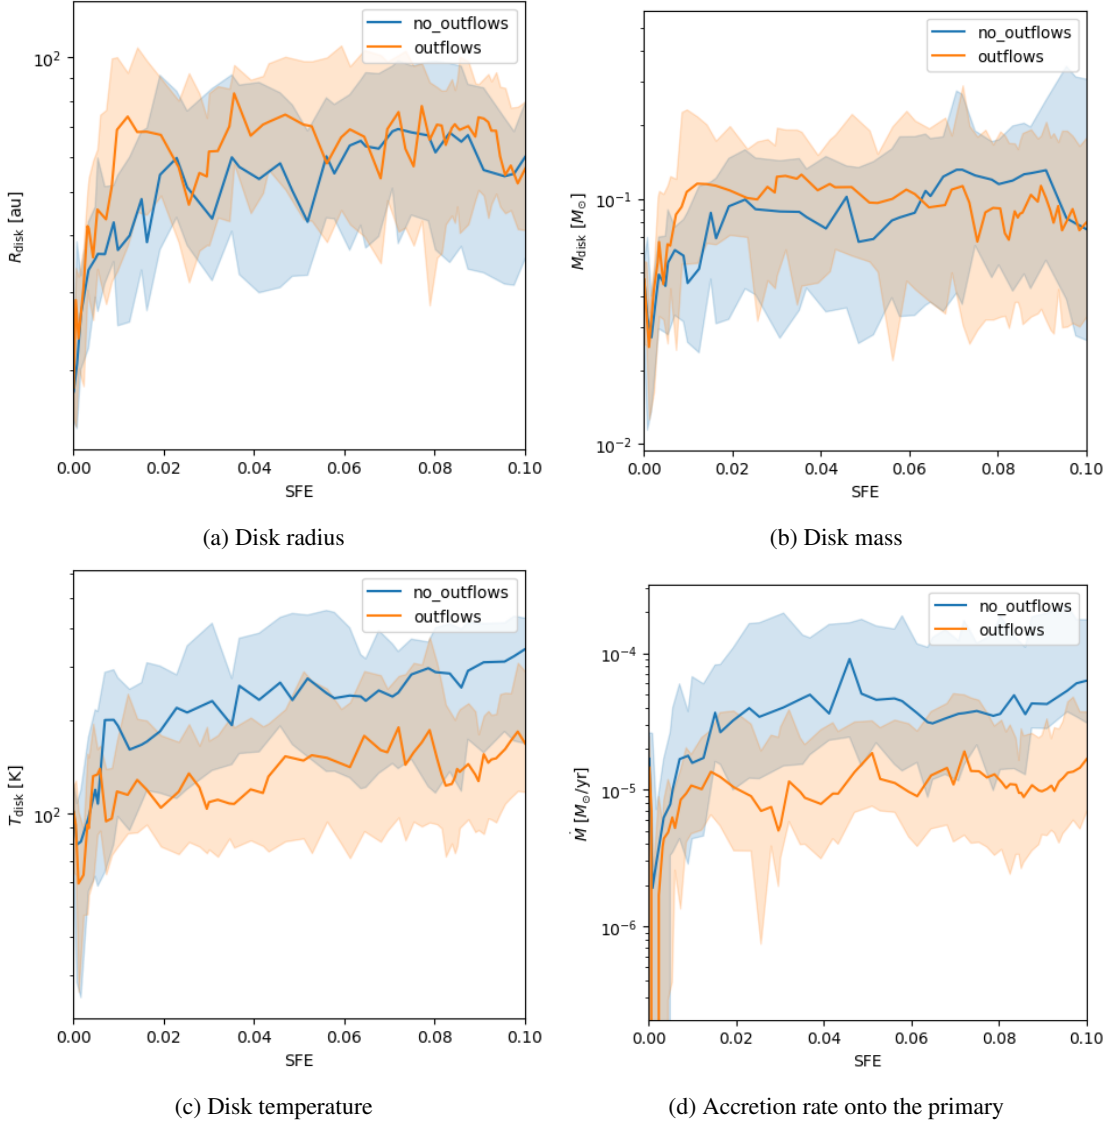 no_outflows
outflows
10²
R_disk [au]
0.00 0.02 0.04 0.06 0.08 0.10
SFE
(a) Disk radius
no_outflows
outflows
10⁻¹
10⁻²
M_disk [M_⊙]
0.00 0.02 0.04 0.06 0.08 0.10
SFE
(b) Disk mass
no_outflows
outflows
10²
T_disk [K]
0.00 0.02 0.04 0.06 0.08 0.10
SFE
(c) Disk temperature
no_outflows
outflows
10⁻⁴
10⁻⁵
10⁻⁶
Ṁ [M_⊙/yr]
0.00 0.02 0.04 0.06 0.08 0.10
SFE
(d) Accretion rate onto the primary